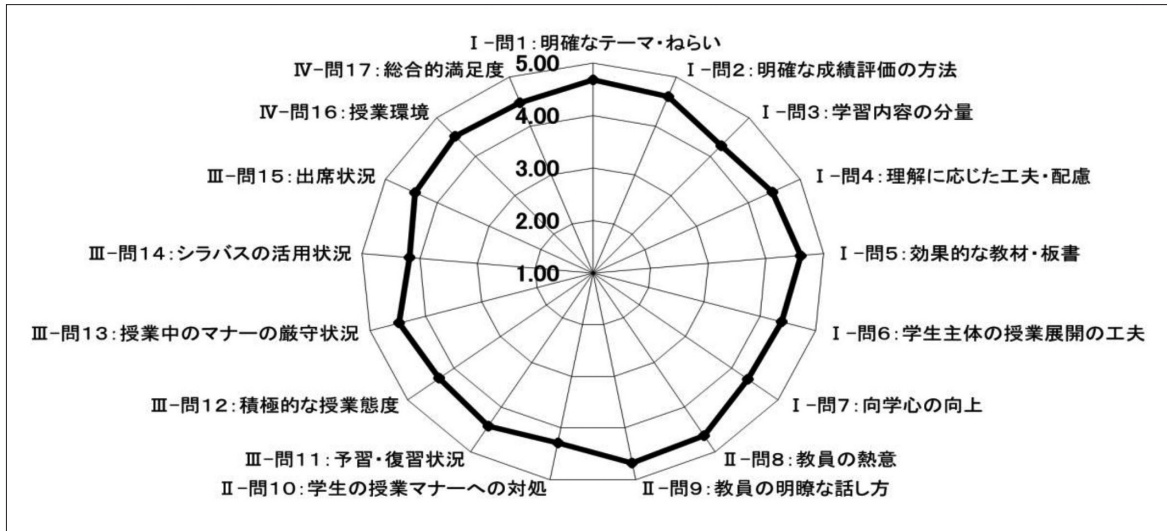 Ⅰ-問1:明確なテーマ・ねらい
Ⅰ-問2:明確な成績評価の方法
Ⅰ-問3:学習内容の分量
Ⅰ-問4:理解に応じた工夫・配慮
Ⅰ-問5:効果的な教材・板書
Ⅰ-問6:学生主体の授業展開の工夫
Ⅰ-問7:向学心の向上
Ⅱ-問8:教員の熱意
Ⅱ-問9:教員の明瞭な話し方
Ⅱ-問10:学生の授業マナーへの対処
Ⅲ-問11:予習・復習状況
Ⅲ-問12:積極的な授業態度
Ⅲ-問13:授業中のマナーの厳守状況
Ⅲ-問14:シラバスの活用状況
Ⅲ-問15:出席状況
Ⅳ-問16:授業環境
Ⅳ-問17:総合的満足度
5.00
4.00
3.00
2.00
1.00